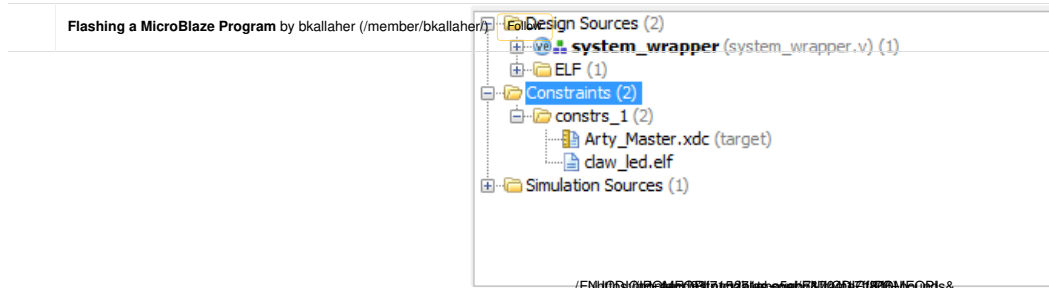 Flashing a MicroBlaze Program by bkallaher (/member/bkallaher/) Follow
Design Sources (2)
system_wrapper (system_wrapper.v) (1)
ELF (1)
Constraints (2)
constrs_1 (2)
Arty_Master.xdc (target)
claw_led.elf
Simulation Sources (1)